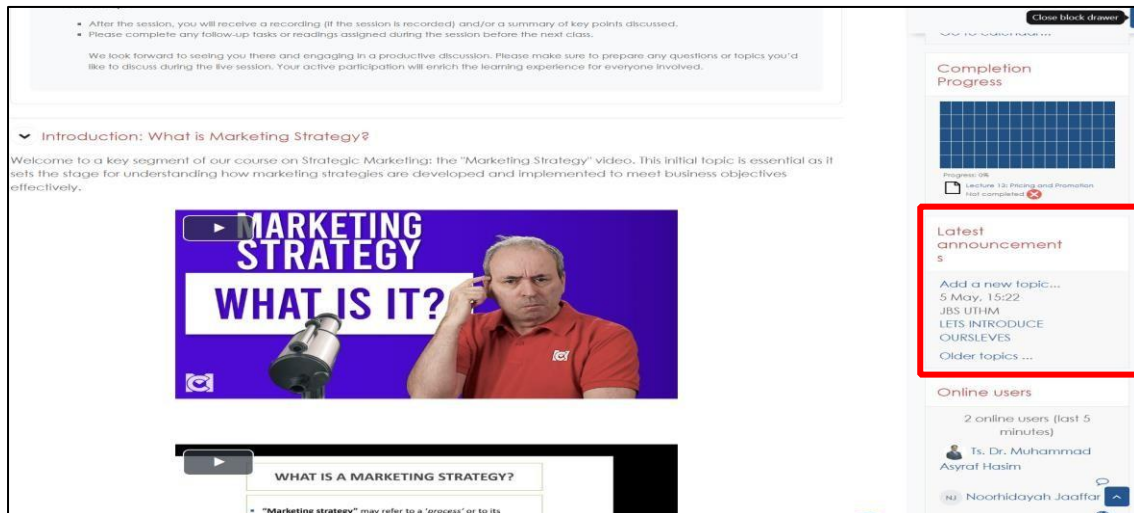 After the session, you will receive a recording (if the session is recorded) and/or a summary of key points discussed.
Please complete any follow-up tasks or readings assigned during the session before the next class.
We look forward to seeing you there and engaging in a productive discussion. Please make sure to prepare any questions or topics you'd
like to discuss during the live session. Your active participation will enrich the learning experience for everyone involved.
Introduction: What is Marketing Strategy?
Welcome to a key segment of our course on Strategic Marketing: the "Marketing Strategy" video. This initial topic is essential as it
sets the stage for understanding how marketing strategies are developed and implemented to meet business objectives
effectively.
MARKETING
STRATEGY
WHAT IS IT?
WHAT IS A MARKETING STRATEGY?
"Marketing strategy" may refer to a 'process' or to its
Close block drawer
Go to calendar...
Completion
Progress
Progress: 0%
Lecture 13: Pricing and Promotion
Not completed
Latest
announcement
s
Add a new topic...
5 May, 15:22
JBS UTHM
LETS INTRODUCE
OURSLEVES
Older topics ...
Online users
2 online users (last 5
minutes)
Ts. Dr. Muhammad
Asyraf Hasim
NJ Noorhidayah Jaaffar